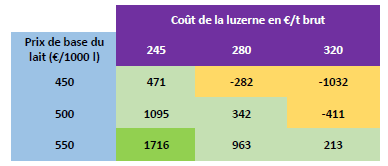 Coût de la luzerne en €/t brut
Prix de base du
lait (€/1000 l)
245 280 320
450 471 -282 -1032
500 1095 342 -411
550 1716 963 213